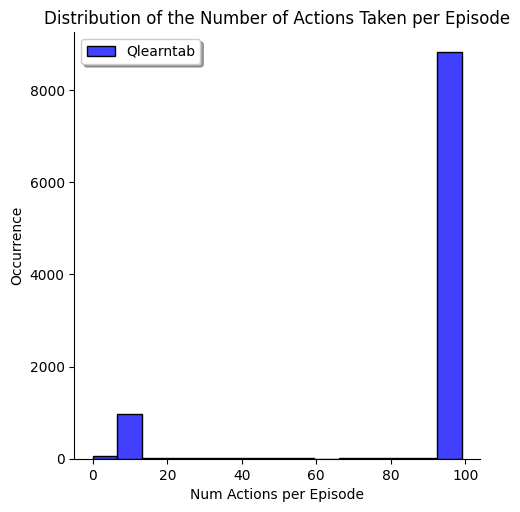 Distribution of the Number of Actions Taken per Episode
Qlearntab
8000
6000
4000
2000
0
Occurrence
0 20 40 60 80 100
Num Actions per Episode